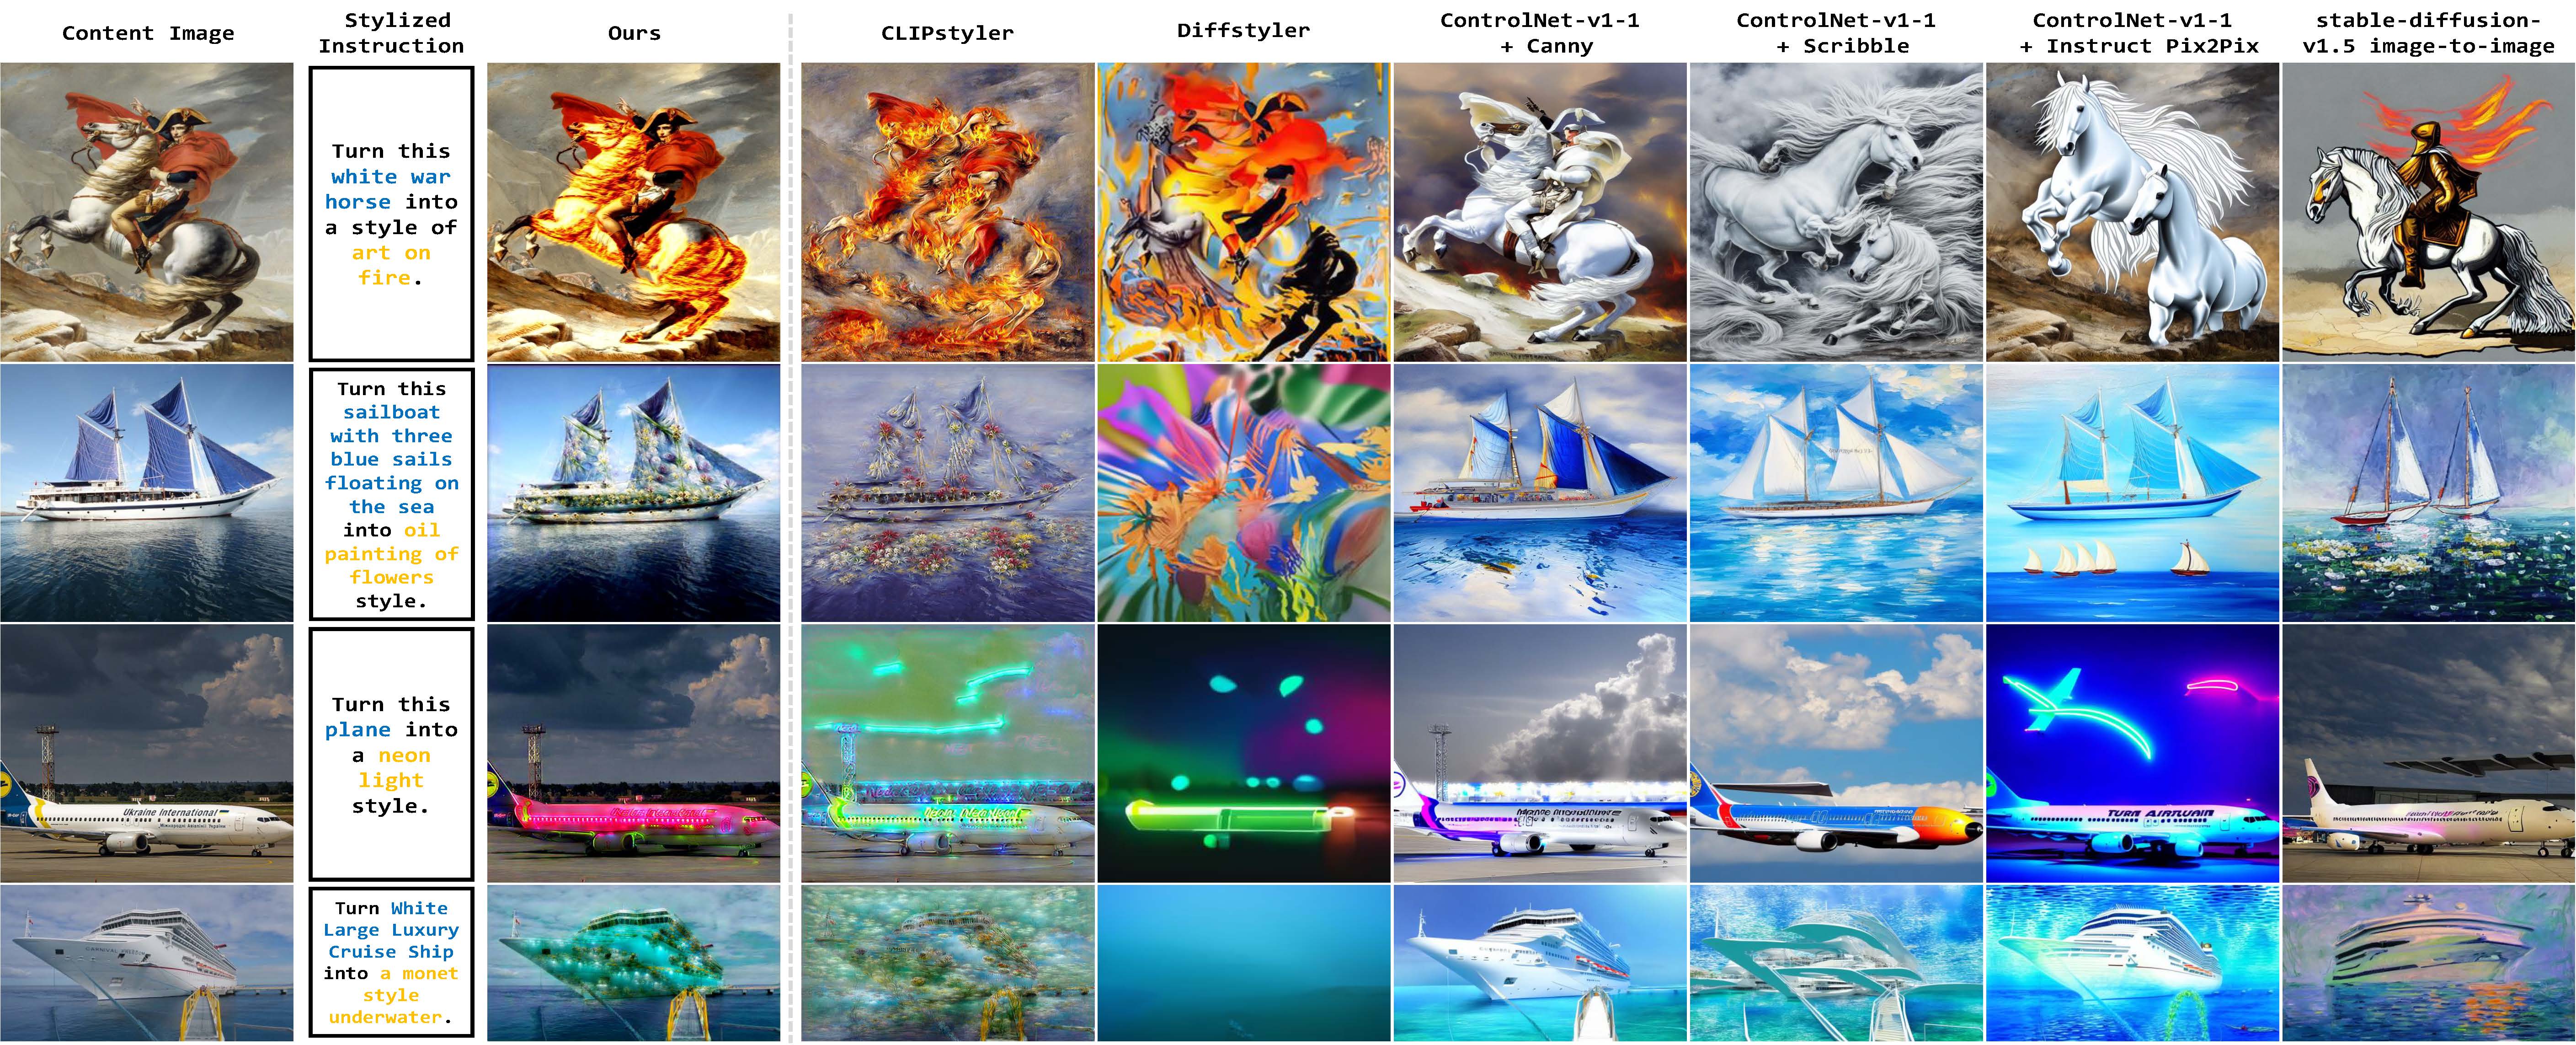 Content Image
Stylized
Instruction
Ours
CLIPstyler
Diffstyler
ControlNet-v1-1
+ Canny
ControlNet-v1-1
+ Scribble
ControlNet-v1-1
+ Instruct Pix2Pix
stable-diffusion-
v1.5 image-to-image
Turn this
white war
horse into
a style of
art on
fire.
Turn this
sailboat
with three
blue sails
floating on
the sea
into oil
painting of
flowers
style.
Turn this
plane into
a neon
light
style.
Ukraine International
TURN AIRTUAIN
Turn White
Large Luxury
Cruise Ship
into a monet
style
underwater.